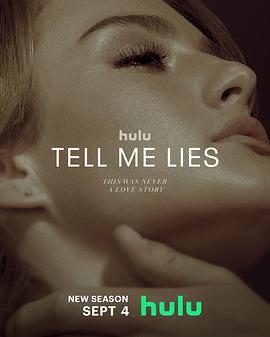 hulu
TELL ME LIES
THIS WAS NEVER
A LOVE STORY
NEW SEASON
SEPT 4
hulu